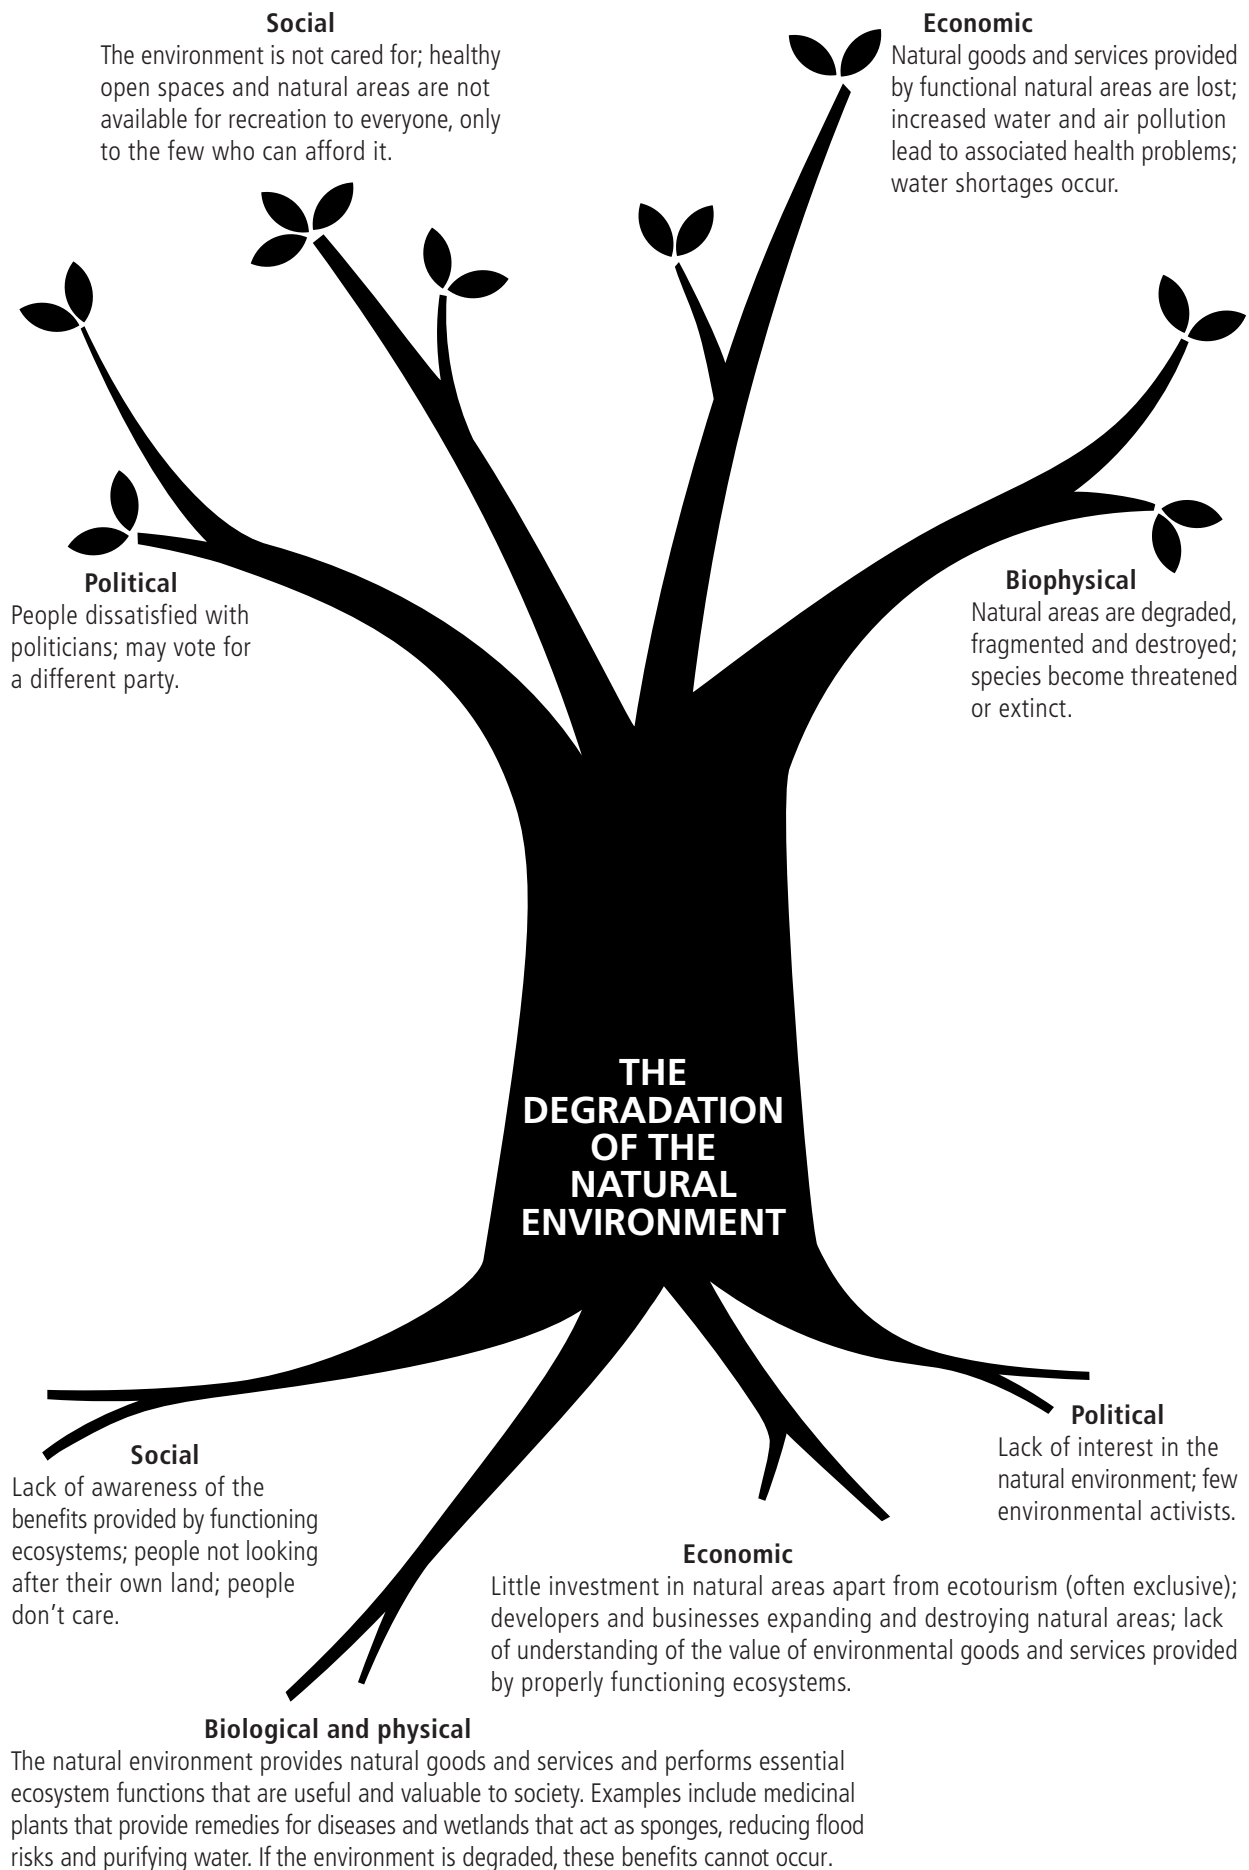 Social
The environment is not cared for; healthy
open spaces and natural areas are not
available for recreation to everyone, only
to the few who can afford it.
Economic
Natural goods and services provided
by functional natural areas are lost;
increased water and air pollution
lead to associated health problems;
water shortages occur.
Political
People dissatisfied with
politicians; may vote for
a different party.
Biophysical
Natural areas are degraded,
fragmented and destroyed;
species become threatened
or extinct.
THE
DEGRADATION
OF THE
NATURAL
ENVIRONMENT
Social
Lack of awareness of the
benefits provided by functioning
ecosystems; people not looking
after their own land; people
don’t care.
Political
Lack of interest in the
natural environment; few
environmental activists.
Economic
Little investment in natural areas apart from ecotourism (often exclusive);
developers and businesses expanding and destroying natural areas; lack
of understanding of the value of environmental goods and services provided
by properly functioning ecosystems.
Biological and physical
The natural environment provides natural goods and services and performs essential
ecosystem functions that are useful and valuable to society. Examples include medicinal
plants that provide remedies for diseases and wetlands that act as sponges, reducing flood
risks and purifying water. If the environment is degraded, these benefits cannot occur.